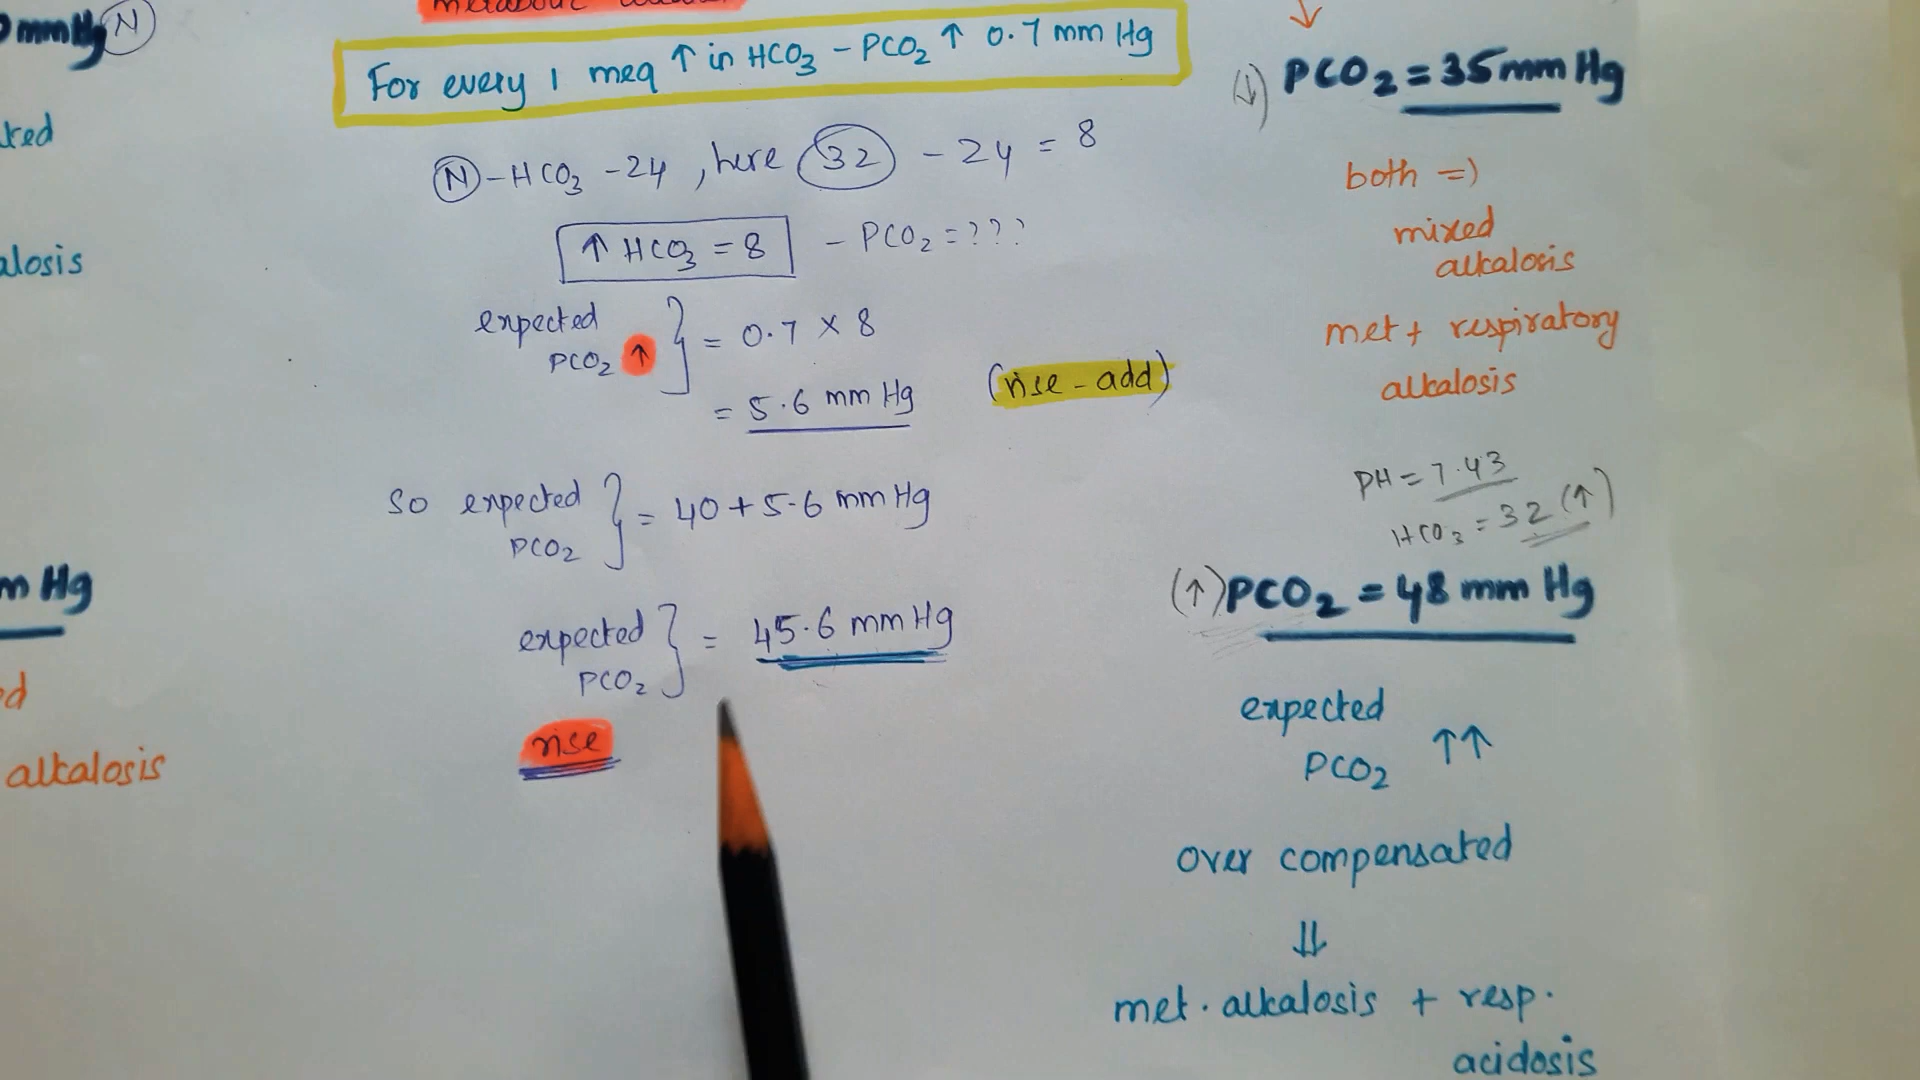 mmHg N
alosis
m Hg
alkalosis
metabolic
For every 1 meq ↑ in HCO3 - PCO2 ↑ 0.7 mm Hg
N - HCO3 - 24, here 32 - 24 = 8
↑ HCO3 = 8 - PCO2 = ???
expected
PCO2 ↑ } = 0.7 × 8
= 5.6 mm Hg (rise - add)
So expected
PCO2 } = 40 + 5.6 mm Hg
expected
PCO2 } = 45.6 mm Hg
rise
(↓) PCO2 = 35 mm Hg
both =)
mixed
alkalosis
met + respiratory
alkalosis
PH = 7.43
HCO3 = 32 (↑)
(↑) PCO2 = 48 mm Hg
expected
PCO2 ↑↑
over compensated
⇓
met. alkalosis + resp.
acidosis